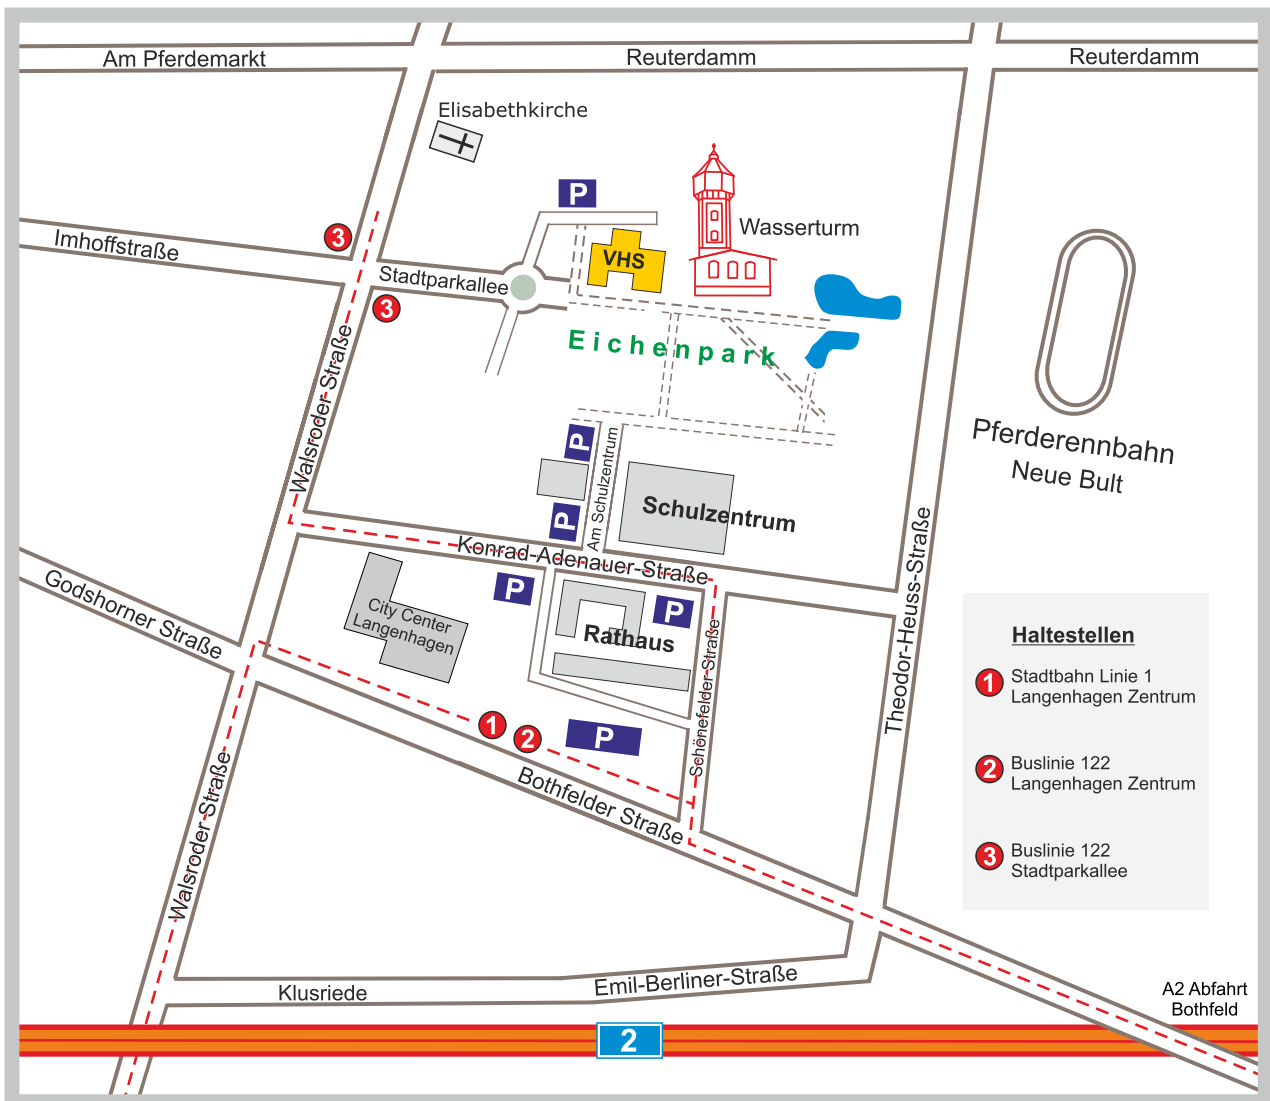 Am Pferdemarkt
Reuterdamm
Reuterdamm
Elisabethkirche
P
Wasserturm
3
Imhoffstraße
VHS
Stadtparkallee
3
Eichenpark
Walsroder Straße
Pferderennbahn
Neue Bult
P
Am Schulzentrum
Schulzentrum
P
Konrad-Adenauer-Straße
Theodor-Heuss-Straße
Godshorner Straße
City Center
Langenhagen
P
P
Rathaus
Schönefelder-Straße
Haltestellen
1 Stadtbahn Linie 1
Langenhagen Zentrum
2 Buslinie 122
Langenhagen Zentrum
3 Buslinie 122
Stadtparkallee
1
2
P
Bothfelder Straße
Walsroder Straße
Klusriede
Emil-Berliner-Straße
A2 Abfahrt
Bothfeld
2